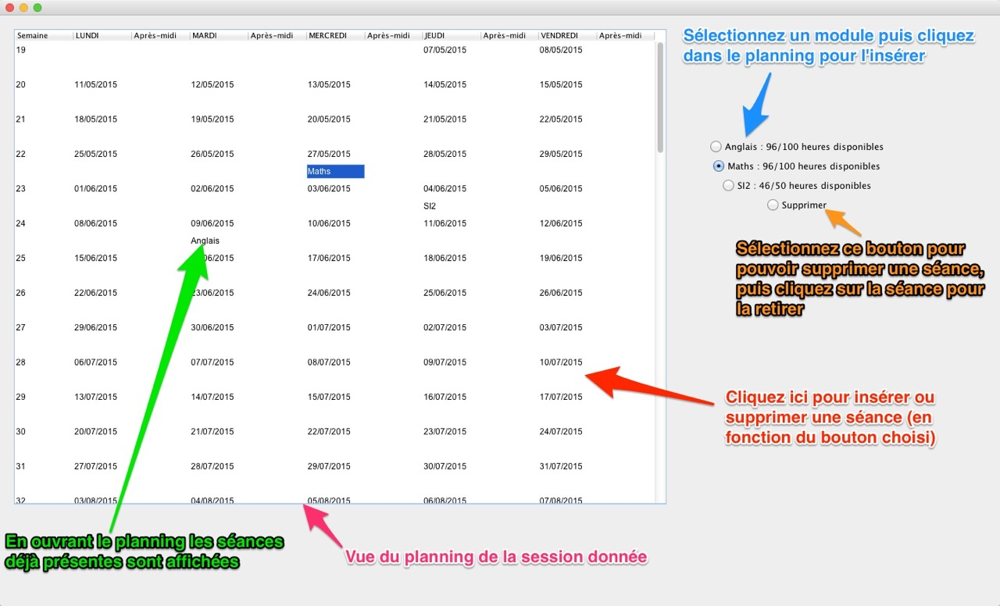 Semaine LUNDI Après-midi MARDI Après-midi MERCREDI Après-midi JEUDI Après-midi VENDREDI Après-midi
19 07/05/2015 08/05/2015
20 11/05/2015 12/05/2015 13/05/2015 14/05/2015 15/05/2015
21 18/05/2015 19/05/2015 20/05/2015 21/05/2015 22/05/2015
22 25/05/2015 26/05/2015 27/05/2015 28/05/2015 29/05/2015
Maths
23 01/06/2015 02/06/2015 03/06/2015 04/06/2015 05/06/2015
SI2
24 08/06/2015 09/06/2015 10/06/2015 11/06/2015 12/06/2015
Anglais
25 15/06/2015 06/2015 17/06/2015 18/06/2015 19/06/2015
26 22/06/2015 23/06/2015 24/06/2015 25/06/2015 26/06/2015
27 29/06/2015 30/06/2015 01/07/2015 02/07/2015 03/07/2015
28 06/07/2015 07/07/2015 08/07/2015 09/07/2015 10/07/2015
29 13/07/2015 14/07/2015 15/07/2015 16/07/2015 17/07/2015
30 20/07/2015 21/07/2015 22/07/2015 23/07/2015 24/07/2015
31 27/07/2015 28/07/2015 29/07/2015 30/07/2015 31/07/2015
32 03/08/2015 04/08/2015 05/08/2015 06/08/2015 07/08/2015
Sélectionnez un module puis cliquez
dans le planning pour l'insérer
Anglais : 96/100 heures disponibles
Maths : 96/100 heures disponibles
SI2 : 46/50 heures disponibles
Supprimer
Sélectionnez ce bouton pour
pouvoir supprimer une séance,
puis cliquez sur la séance pour
la retirer
Cliquez ici pour insérer ou
supprimer une séance (en
fonction du bouton choisi)
En ouvrant le planning les séances
déjà présentes sont affichées
Vue du planning de la session donnée